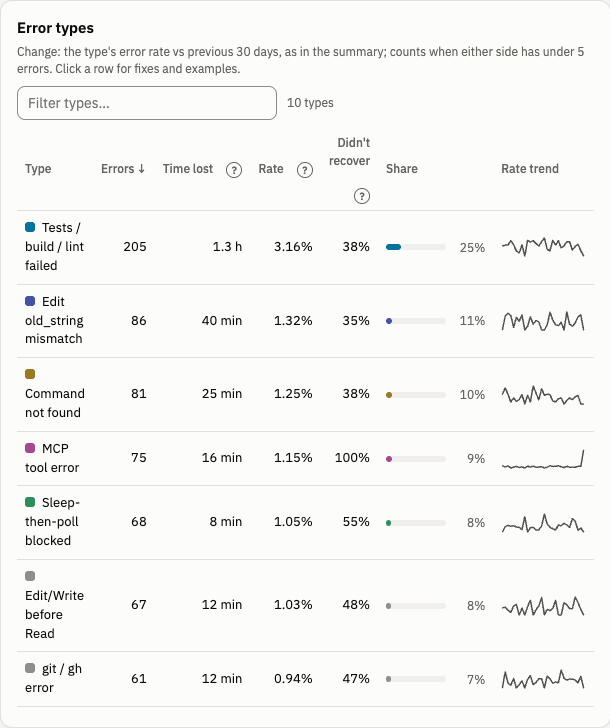 Error types
Change: the type's error rate vs previous 30 days, as in the summary; counts when either side has under 5
errors. Click a row for fixes and examples.
Filter types...
10 types
Type Errors ↓ Time lost ? Rate ? Didn't recover ? Share Rate trend
Tests /
build / lint
failed
205 1.3 h 3.16% 38% 25%
Edit
old_string
mismatch
86 40 min 1.32% 35% 11%
Command
not found
81 25 min 1.25% 38% 10%
MCP
tool error
75 16 min 1.15% 100% 9%
Sleep-
then-poll
blocked
68 8 min 1.05% 55% 8%
Edit/Write
before
Read
67 12 min 1.03% 48% 8%
git / gh
error
61 12 min 0.94% 47% 7%